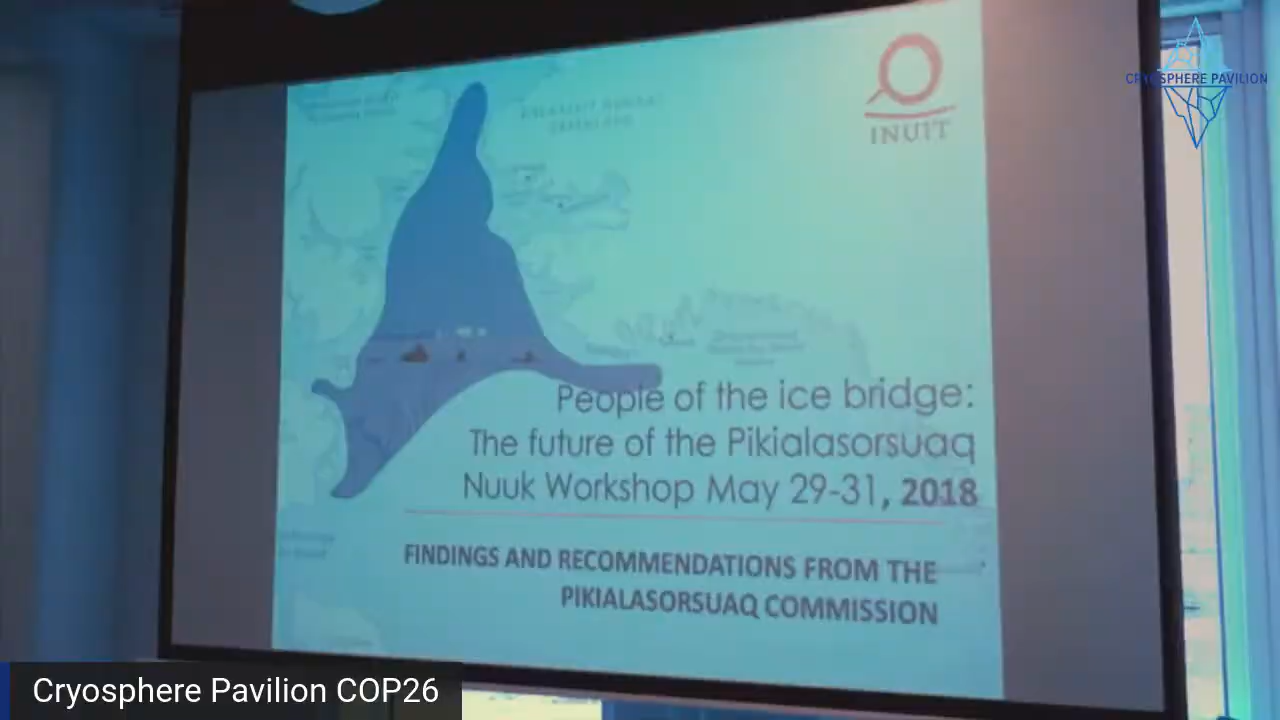 CRYOSPHERE PAVILION
INUIT
People of the ice bridge:
The future of the Pikialasorsuaq
Nuuk Workshop May 29-31, 2018
FINDINGS AND RECOMMENDATIONS FROM THE
PIKIALASORSUAQ COMMISSION
Cryosphere Pavilion COP26